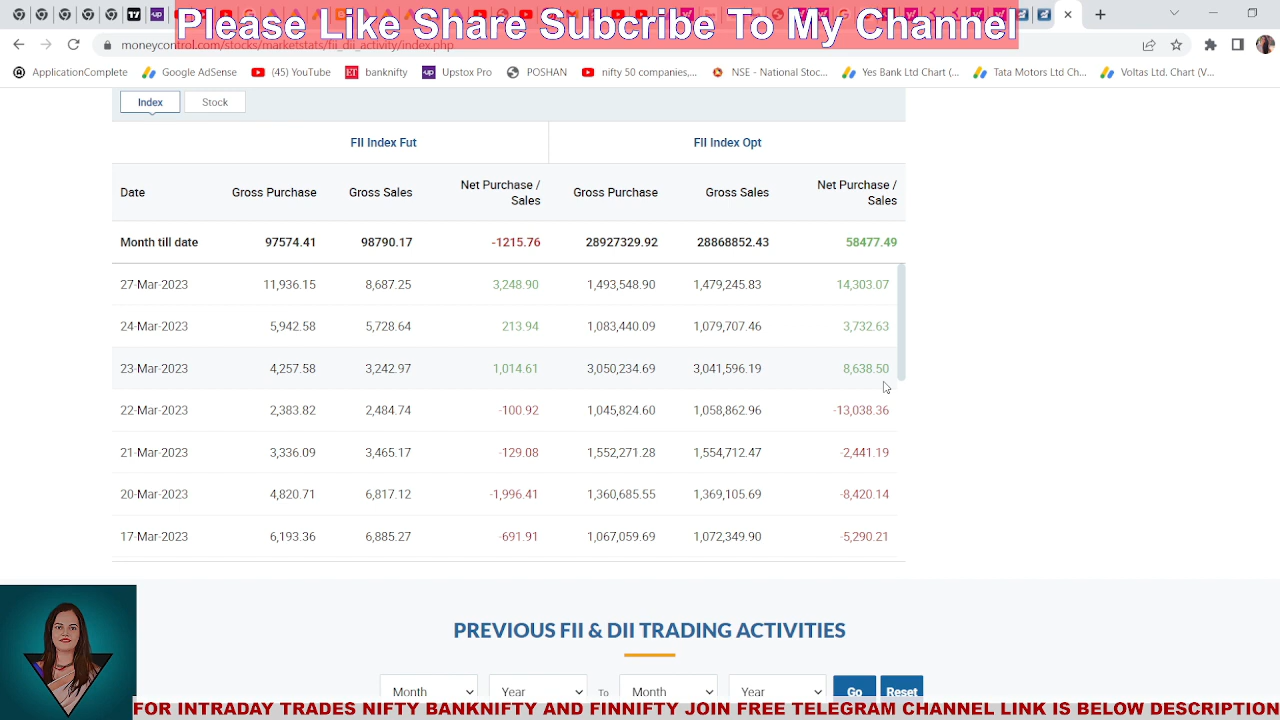 Please Like Share Subcribe To My Channel
moneycontrol.com/stocks/marketstats/fii_dii_activity/index.php
ApplicationComplete Google AdSense (45) YouTube banknifty Upstox Pro POSHAN nifty 50 companies,... NSE - National Stoc... Yes Bank Ltd Chart (... Tata Motors Ltd Ch... Voltas Ltd. Chart (V...
Index Stock
FII Index Fut FII Index Opt
Date Gross Purchase Gross Sales Net Purchase / Sales Gross Purchase Gross Sales Net Purchase / Sales
Month till date 97574.41 98790.17 -1215.76 28927329.92 28868852.43 58477.49
27-Mar-2023 11,936.15 8,687.25 3,248.90 1,493,548.90 1,479,245.83 14,303.07
24-Mar-2023 5,942.58 5,728.64 213.94 1,083,440.09 1,079,707.46 3,732.63
23-Mar-2023 4,257.58 3,242.97 1,014.61 3,050,234.69 3,041,596.19 8,638.50
22-Mar-2023 2,383.82 2,484.74 -100.92 1,045,824.60 1,058,862.96 -13,038.36
21-Mar-2023 3,336.09 3,465.17 -129.08 1,552,271.28 1,554,712.47 -2,441.19
20-Mar-2023 4,820.71 6,817.12 -1,996.41 1,360,685.55 1,369,105.69 -8,420.14
17-Mar-2023 6,193.36 6,885.27 -691.91 1,067,059.69 1,072,349.90 -5,290.21
PREVIOUS FII & DII TRADING ACTIVITIES
Month Year To Month Year Go Reset
FOR INTRADAY TRADES NIFTY BANKNIFTY AND FINNIFTY JOIN FREE TELEGRAM CHANNEL LINK IS BELOW DESCRIPTION